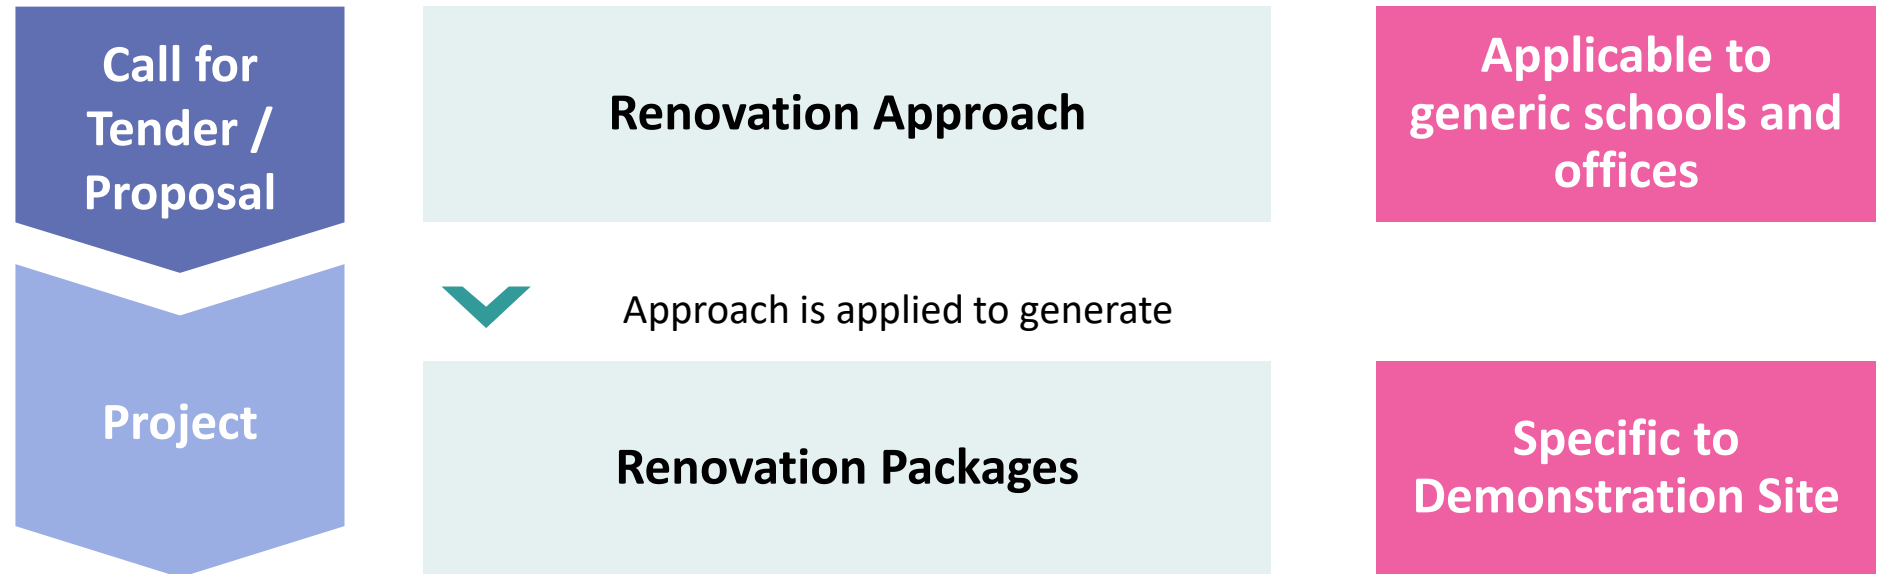 Call for
Tender /
Proposal
Renovation Approach
Applicable to
generic schools and
offices
Approach is applied to generate
Project
Renovation Packages
Specific to
Demonstration Site